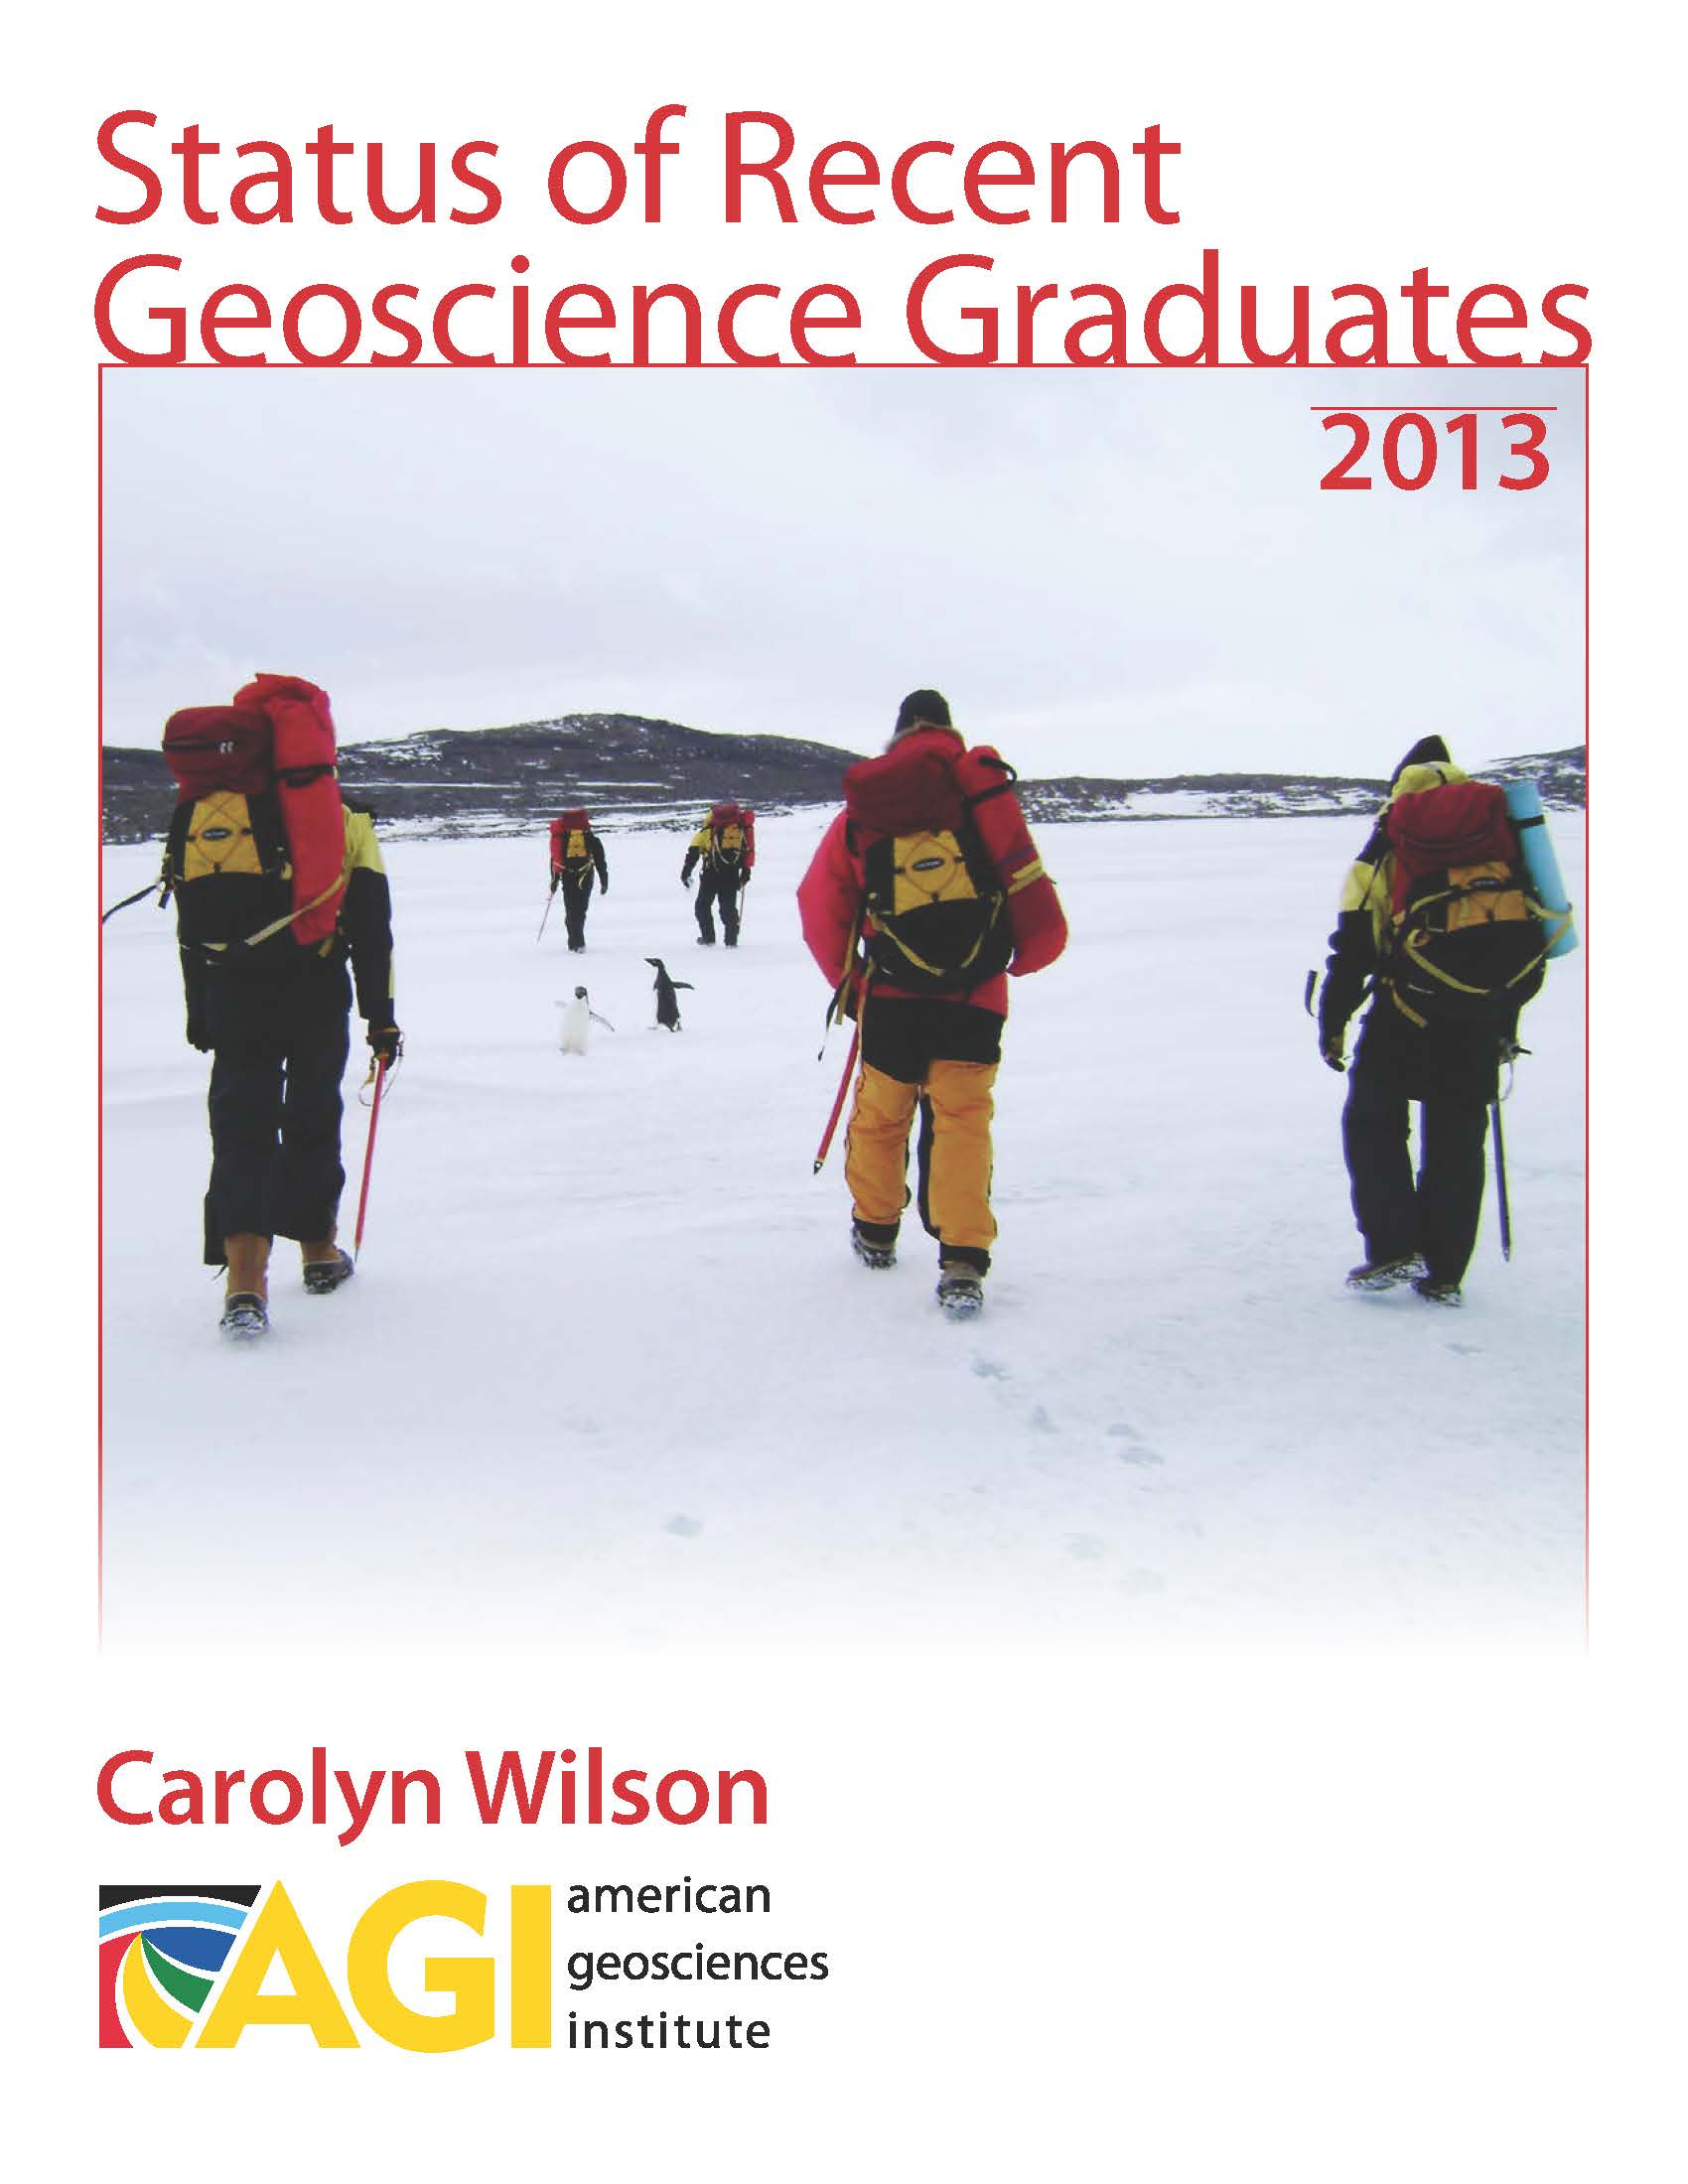 Status of Recent
Geoscience Graduates
2013
Carolyn Wilson
AGI
american
geosciences
institute